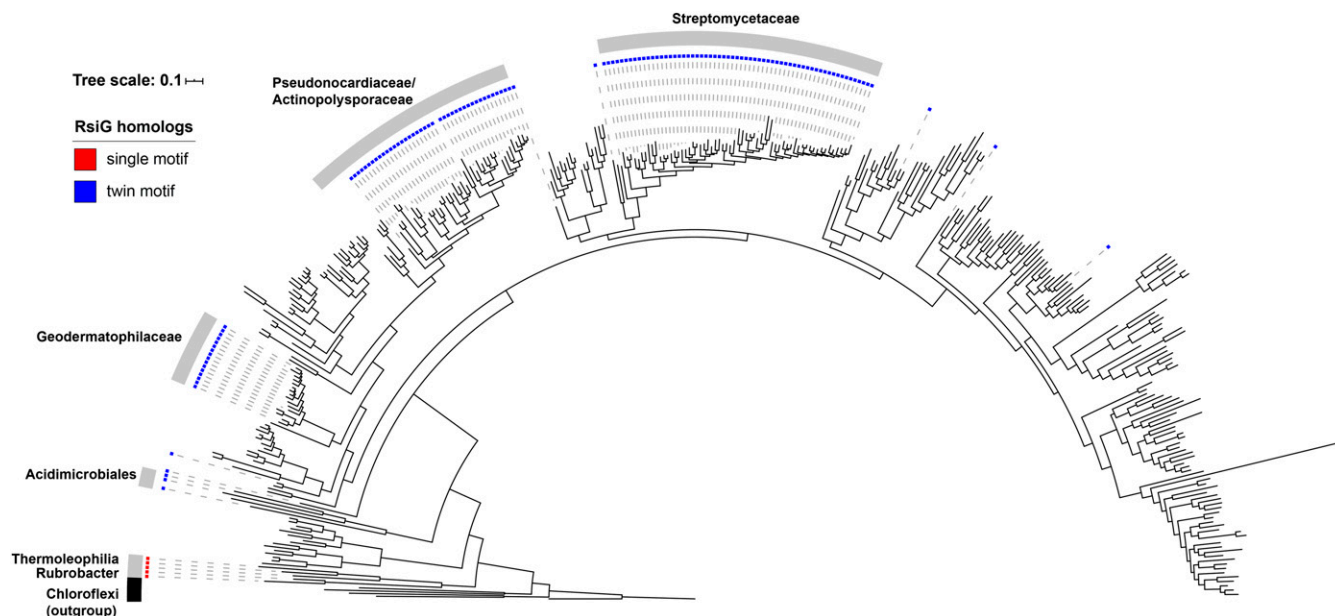 Streptomycetaceae
Tree scale: 0.1
Pseudonocardiaceae/
Actinopolysporaceae
RsiG homologs
single motif
twin motif
Geodermatophilaceae
Acidimicrobiales
Thermoleophilia
Rubrobacter
Chloroflexi
(outgroup)